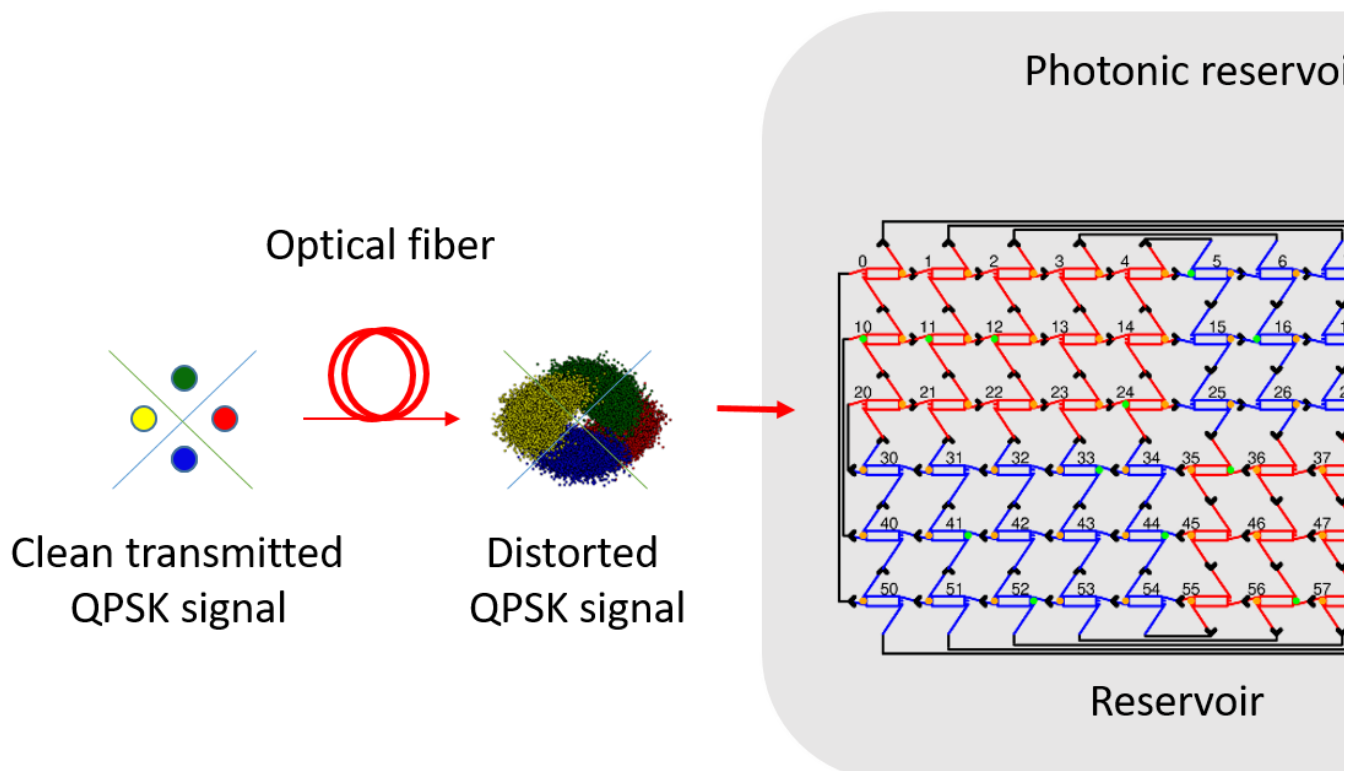 Photonic reservoi
Optical fiber
Clean transmitted
QPSK signal
Distorted
QPSK signal
0 1 2 3 4 5 6
10 11 12 13 14 15 16 1
20 21 22 23 24 25 26 2
30 31 32 33 34 35 36 37
40 41 42 43 44 45 46 47
50 51 52 53 54 55 56 57
Reservoir